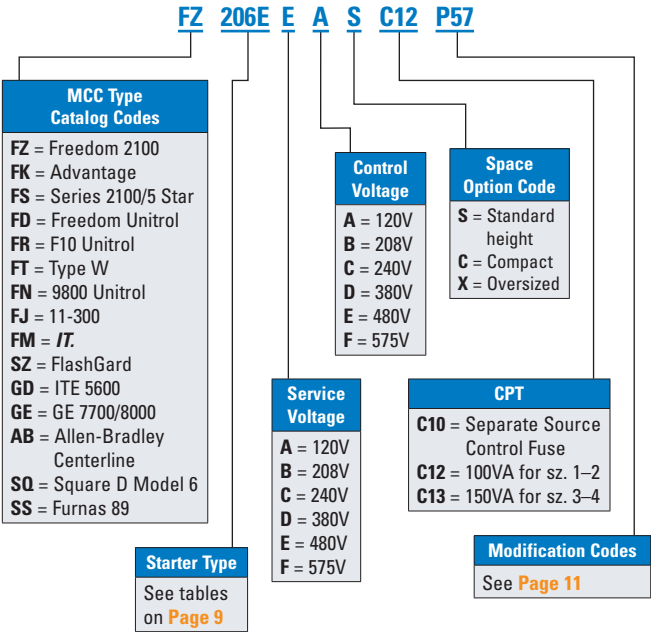 FZ 206E E A S C12 P57
MCC Type
Catalog Codes
FZ = Freedom 2100
FK = Advantage
FS = Series 2100/5 Star
FD = Freedom Unitrol
FR = F10 Unitrol
FT = Type W
FN = 9800 Unitrol
FJ = 11-300
FM = IT.
SZ = FlashGard
GD = ITE 5600
GE = GE 7700/8000
AB = Allen-Bradley
Centerline
SQ = Square D Model 6
SS = Furnas 89
Starter Type
See tables
on Page 9
Service
Voltage
A = 120V
B = 208V
C = 240V
D = 380V
E = 480V
F = 575V
Control
Voltage
A = 120V
B = 208V
C = 240V
D = 380V
E = 480V
F = 575V
Space
Option Code
S = Standard
height
C = Compact
X = Oversized
CPT
C10 = Separate Source
Control Fuse
C12 = 100VA for sz. 1–2
C13 = 150VA for sz. 3–4
Modification Codes
See Page 11